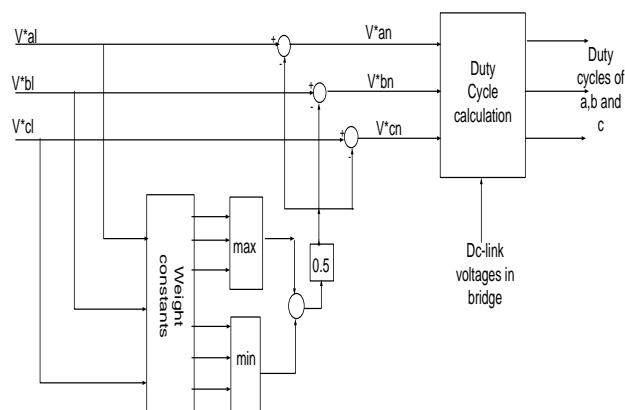 V*al
V*bl
V*cl
+
-
+
-
+
-
V*an
V*bn
V*cn
Duty
Cycle
calculation
Duty
cycles of
a,b and
c
Weight
constants
max
min
0.5
Dc-link
voltages in
bridge